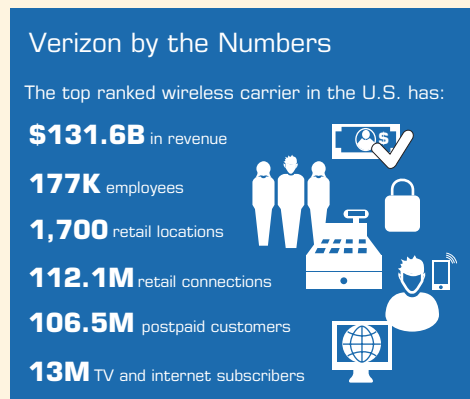 Verizon by the Numbers
The top ranked wireless carrier in the U.S. has:
$131.6B in revenue
$
177K employees
1,700 retail locations
112.1M retail connections
106.5M postpaid customers
13M TV and internet subscribers